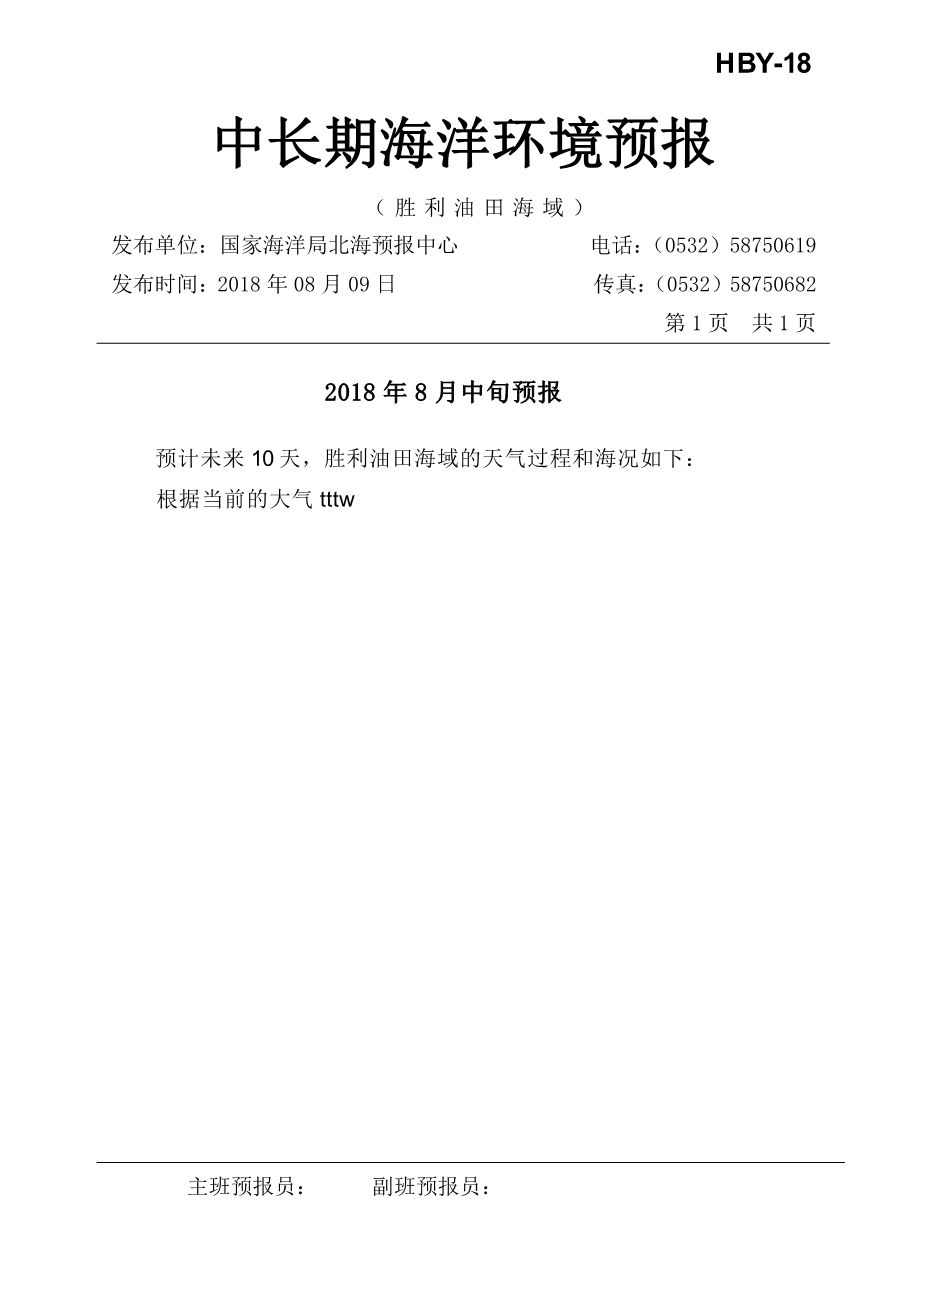 HBY-18
中长期海洋环境预报
（胜利油田海域）
发布单位：国家海洋局北海预报中心 电话：（0532）58750619
发布时间：2018 年 08 月 09 日 传真：（0532）58750682
第 1 页 共 1 页
2018 年 8 月中旬预报
预计未来 10 天，胜利油田海域的天气过程和海况如下：
根据当前的大气 tttw
主班预报员： 副班预报员：